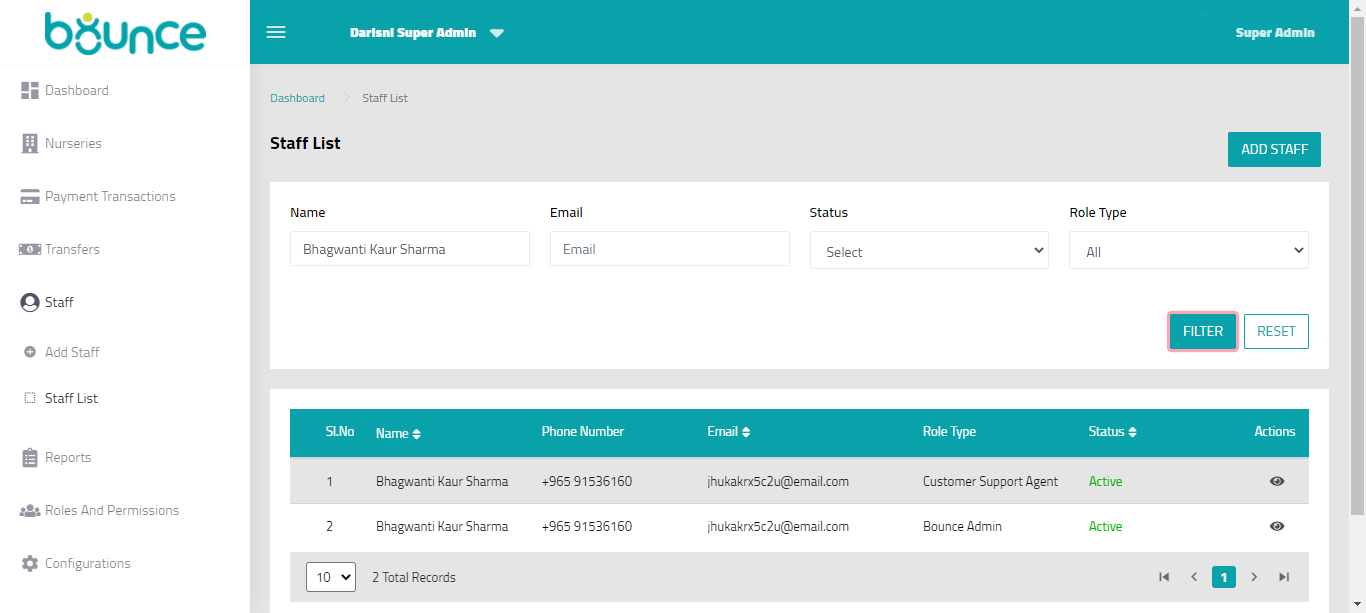 bounce
Darisni Super Admin
Super Admin
Dashboard
Nurseries
Payment Transactions
Transfers
Staff
Add Staff
Staff List
Reports
Roles And Permissions
Configurations
Dashboard Staff List
Staff List
ADD STAFF
Name Email Status Role Type
Bhagwanti Kaur Sharma Email Select All
FILTER RESET
Sl.No Name Phone Number Email Role Type Status Actions
1 Bhagwanti Kaur Sharma +965 91536160 jhukakrx5c2u@email.com Customer Support Agent Active
2 Bhagwanti Kaur Sharma +965 91536160 jhukakrx5c2u@email.com Bounce Admin Active
10 2 Total Records 1